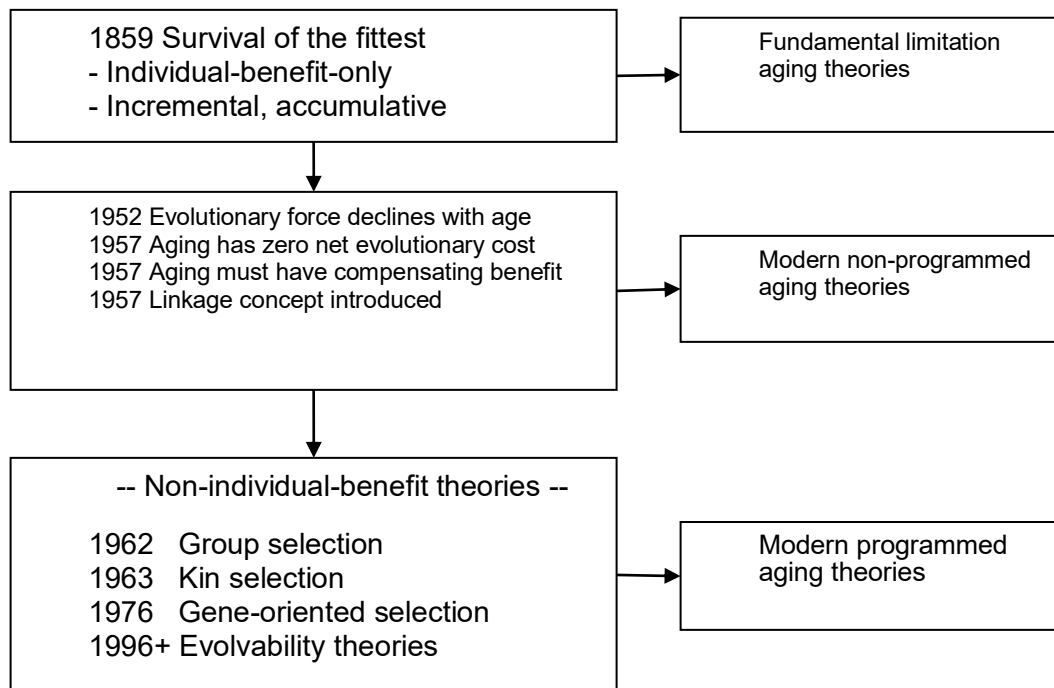 1859 Survival of the fittest
- Individual-benefit-only
- Incremental, accumulative
Fundamental limitation
aging theories
1952 Evolutionary force declines with age
1957 Aging has zero net evolutionary cost
1957 Aging must have compensating benefit
1957 Linkage concept introduced
Modern non-programmed
aging theories
-- Non-individual-benefit theories --
1962 Group selection
1963 Kin selection
1976 Gene-oriented selection
1996+ Evolvability theories
Modern programmed
aging theories